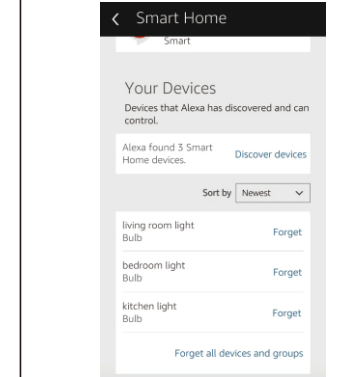 Smart Home
Smart
Your Devices
Devices that Alexa has discovered and can
control.
Alexa found 3 Smart
Home devices.
Discover devices
Sort by Newest
living room light
Bulb
Forget
bedroom light
Bulb
Forget
kitchen light
Bulb
Forget
Forget all devices and groups